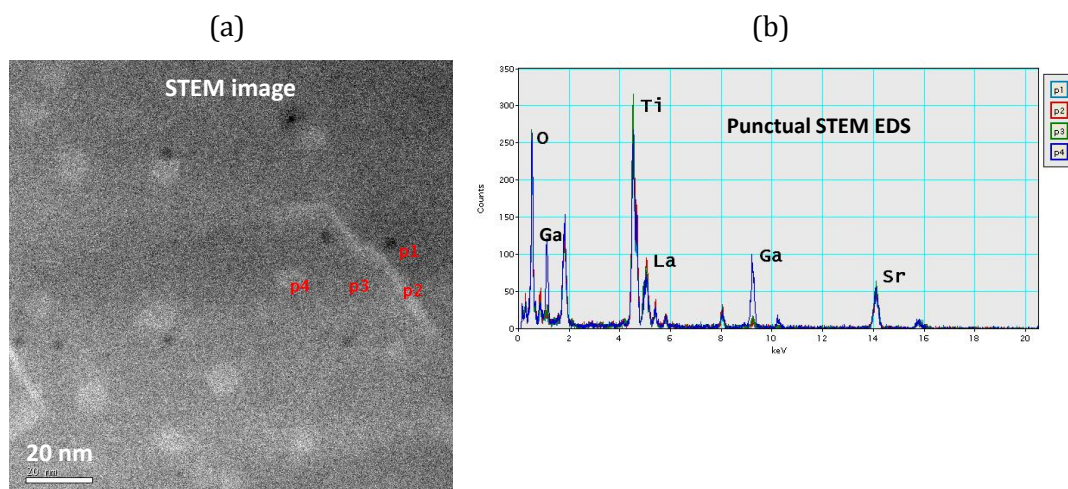 (a)
(b)
STEM image
p1
p4 p3 p2
20 nm
20 nm
350
300
250
200
150
100
50
0
Counts
O
Ga
Ti
La
Ga
Sr
Punctual STEM EDS
0 2 4 6 8 10 12 14 16 18 20
keV
p1
p2
p3
p4